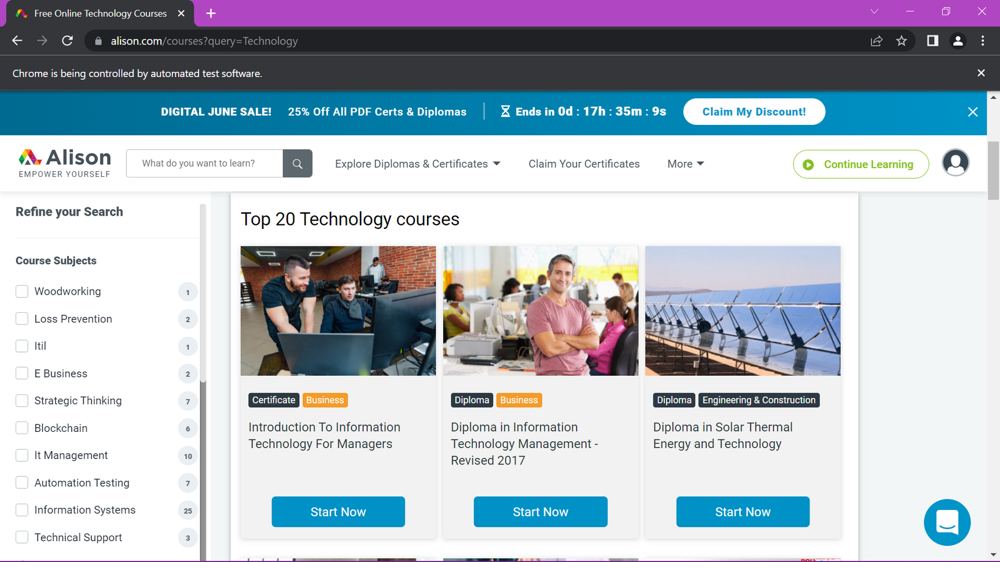 Free Online Technology Courses
alison.com/courses?query=Technology
Chrome is being controlled by automated test software.
DIGITAL JUNE SALE! 25% Off All PDF Certs & Diplomas Ends in 0d : 17h : 35m : 9s Claim My Discount!
Alison
EMPOWER YOURSELF
What do you want to learn?
Explore Diplomas & Certificates
Claim Your Certificates
More
Continue Learning
Refine your Search
Course Subjects
Woodworking 1
Loss Prevention 2
Itil 1
E Business 2
Strategic Thinking 7
Blockchain 6
It Management 10
Automation Testing 7
Information Systems 25
Technical Support 3
Top 20 Technology courses
Certificate Business
Introduction To Information
Technology For Managers
Start Now
Diploma Business
Diploma in Information
Technology Management -
Revised 2017
Start Now
Diploma Engineering & Construction
Diploma in Solar Thermal
Energy and Technology
Start Now